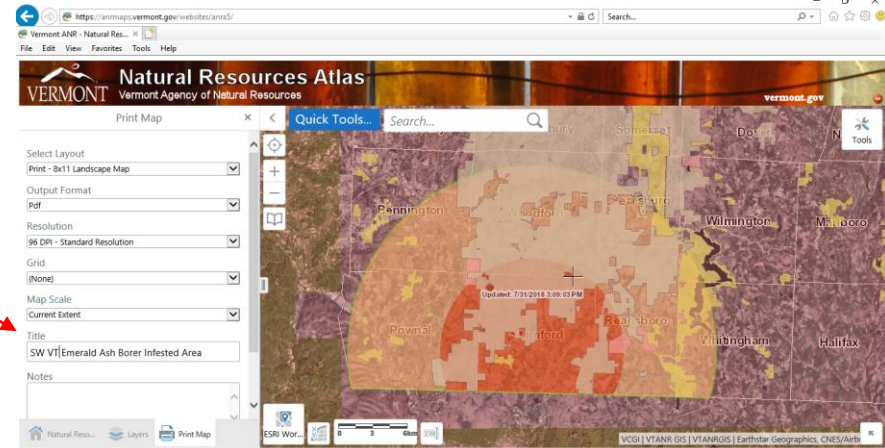 https://anrmaps.vermont.gov/websites/anra5/
Search...
Vermont ANR - Natural Res...
File Edit View Favorites Tools Help
VERMONT
Natural Resources Atlas
Vermont Agency of Natural Resources
vermont.gov
Print Map
Select Layout
Print - 8x11 Landscape Map
Output Format
Pdf
Resolution
96 DPI - Standard Resolution
Grid
(None)
Map Scale
Current Extent
Title
SW VT Emerald Ash Borer Infested Area
Notes
Natural Reso...
Layers
Print Map
Quick Tools...
Search...
Tools
Somerset
Dover
Bennington
Woodford
Searsburg
Wilmington
Marlboro
Updated: 7/31/2018 3:09:03 PM
Pownal
Readsboro
Whitingham
Halifax
ESRI Wor...
0 3 6km
VCGI | VTANR GIS | VTANRGIS | Earthstar Geographics, CNES/Airb